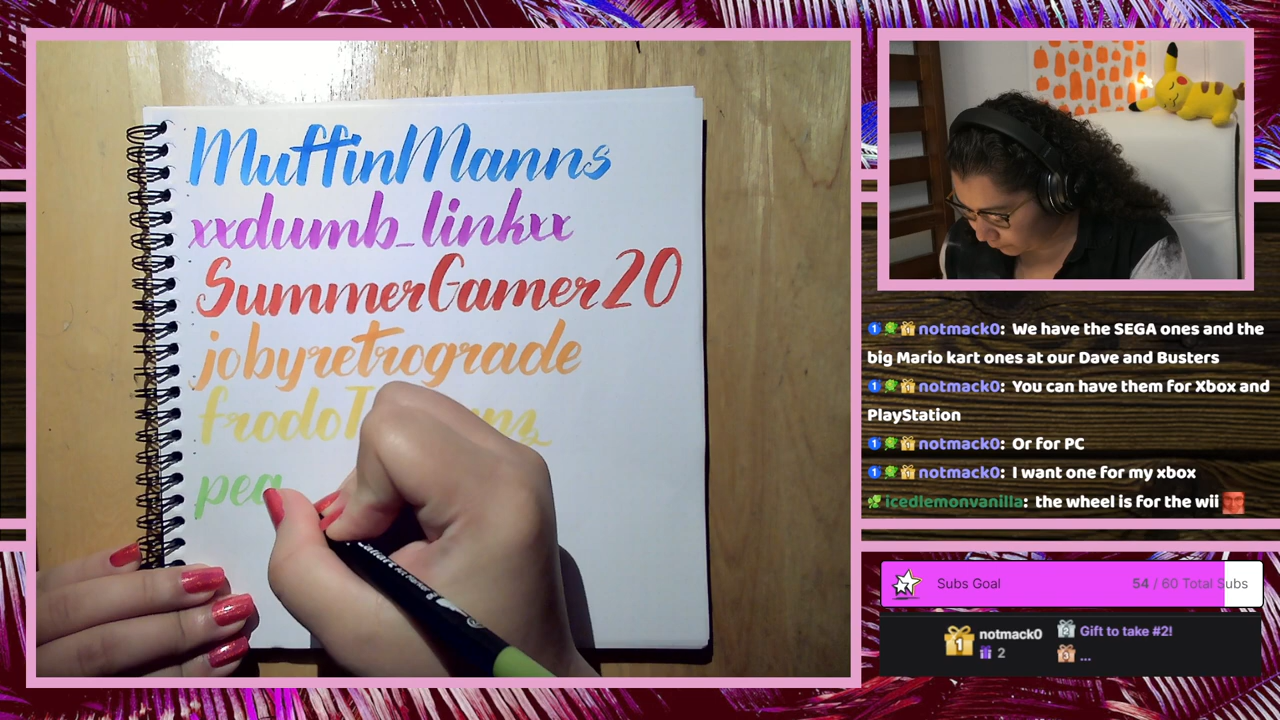 MuffinManns
xxdumb_linkxx
SummerGamer20
jobyretrograde
pea
notmack0: We have the SEGA ones and the
big Mario kart ones at our Dave and Busters
notmack0: You can have them for Xbox and
PlayStation
notmack0: Or for PC
notmack0: I want one for my xbox
icedlemonvanilla: the wheel is for the wii
Subs Goal 54 / 60 Total Subs
1 notmack0
2
Gift to take #2!
...